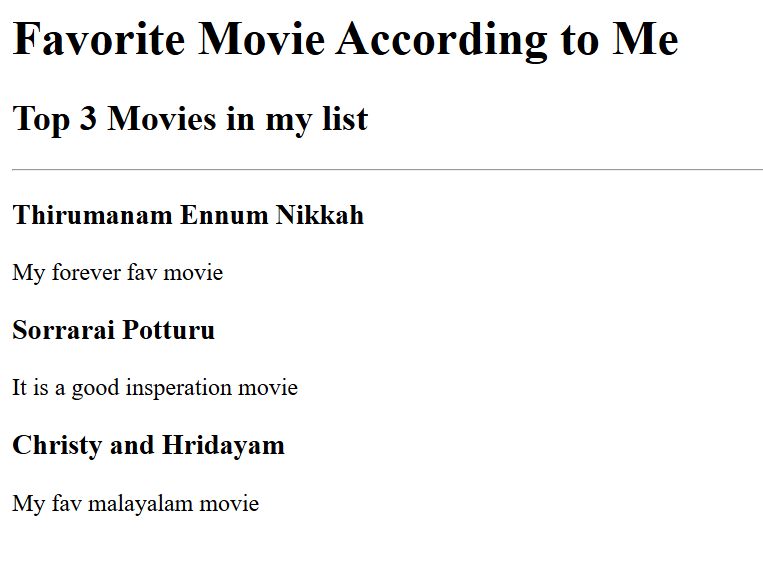 Favorite Movie According to Me
Top 3 Movies in my list
Thirumanam Ennum Nikkah
My forever fav movie
Sorrarai Potturu
It is a good insperation movie
Christy and Hridayam
My fav malayalam movie